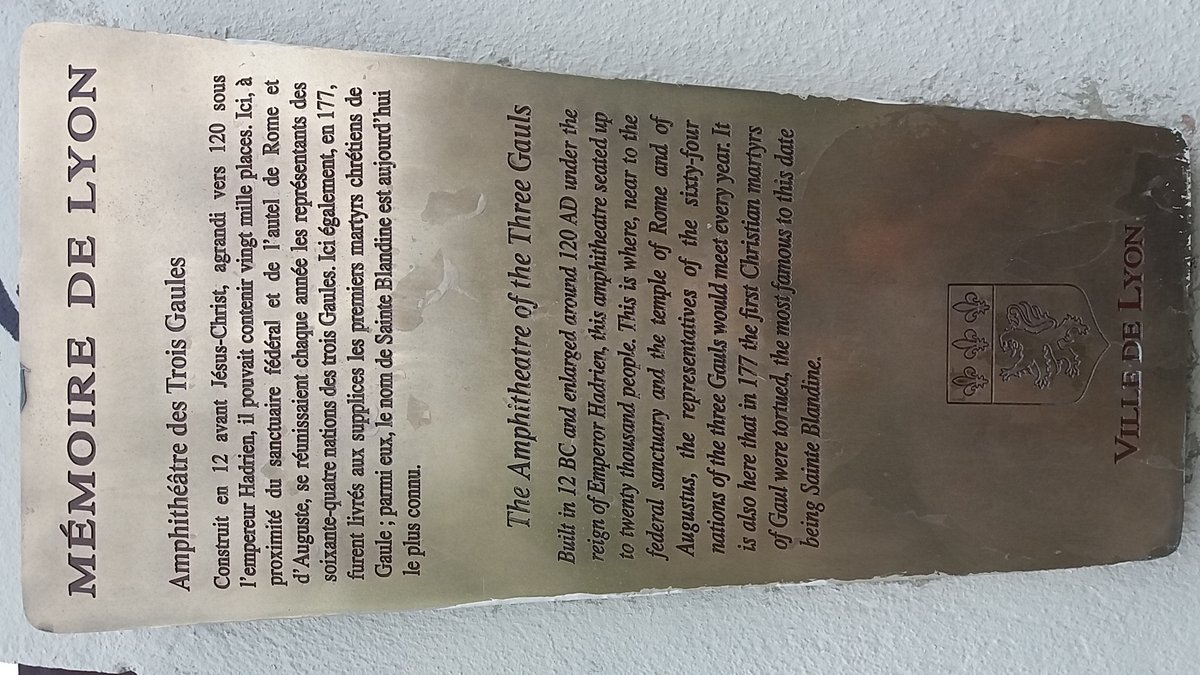 MÉMOIRE DE LYON
Amphithéâtre des Trois Gaules
Construit en 12 avant Jésus-Christ, agrandi vers 120 sous
l'empereur Hadrien, il pouvait contenir vingt mille places. Ici, à
proximité du sanctuaire fédéral et de l'autel de Rome et
d'Auguste, se réunissaient chaque année les représentants des
soixante-quatre nations des trois Gaules. Ici également, en 177,
furent livrés aux supplices les premiers martyrs chrétiens de
Gaule ; parmi eux, le nom de Sainte Blandine est aujourd'hui
le plus connu.
The Amphitheatre of the Three Gauls
Built in 12 BC and enlarged around 120 AD under the
reign of Emperor Hadrien, this amphitheatre seated up
to twenty thousand people. This is where, near to the
federal sanctuary and the temple of Rome and of
Augustus, the representatives of the sixty-four
nations of the three Gauls would meet every year. It
is also here that in 177 the first Christian martyrs
of Gaul were tortued, the most famous to this date
being Sainte Blandine.
VILLE DE LYON